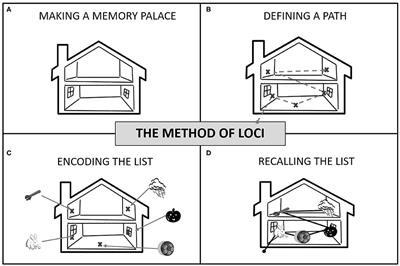 A
MAKING A MEMORY PALACE
B
DEFINING A PATH
THE METHOD OF LOCI
C
ENCODING THE LIST
D
RECALLING THE LIST